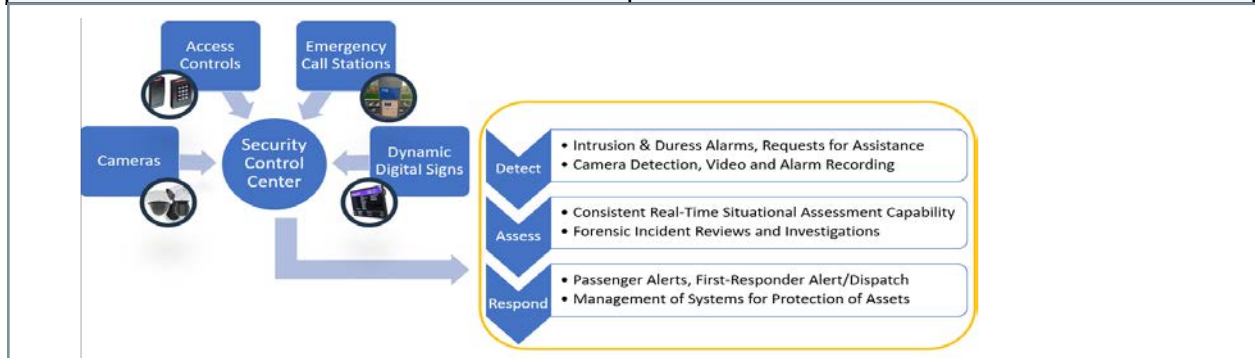 Access
Controls
Emergency
Call Stations
Cameras
Security
Control
Center
Dynamic
Digital Signs
Detect
• Intrusion & Duress Alarms, Requests for Assistance
• Camera Detection, Video and Alarm Recording
Assess
• Consistent Real-Time Situational Assessment Capability
• Forensic Incident Reviews and Investigations
Respond
• Passenger Alerts, First-Responder Alert/Dispatch
• Management of Systems for Protection of Assets